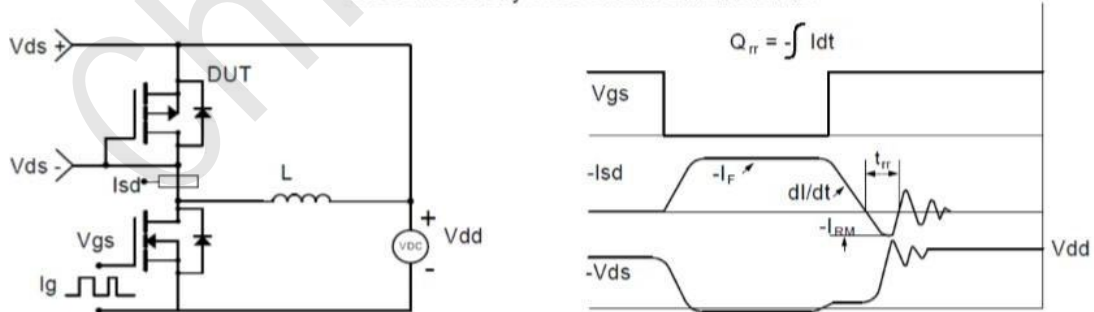 Vds +
DUT
Vds -
Isd
L
Vgs
Ig
VDC
+
-
Vdd
Qrr = -∫ Idt
Vgs
-Isd
-IF
dI/dt
trr
-IRM
-Vds
Vdd